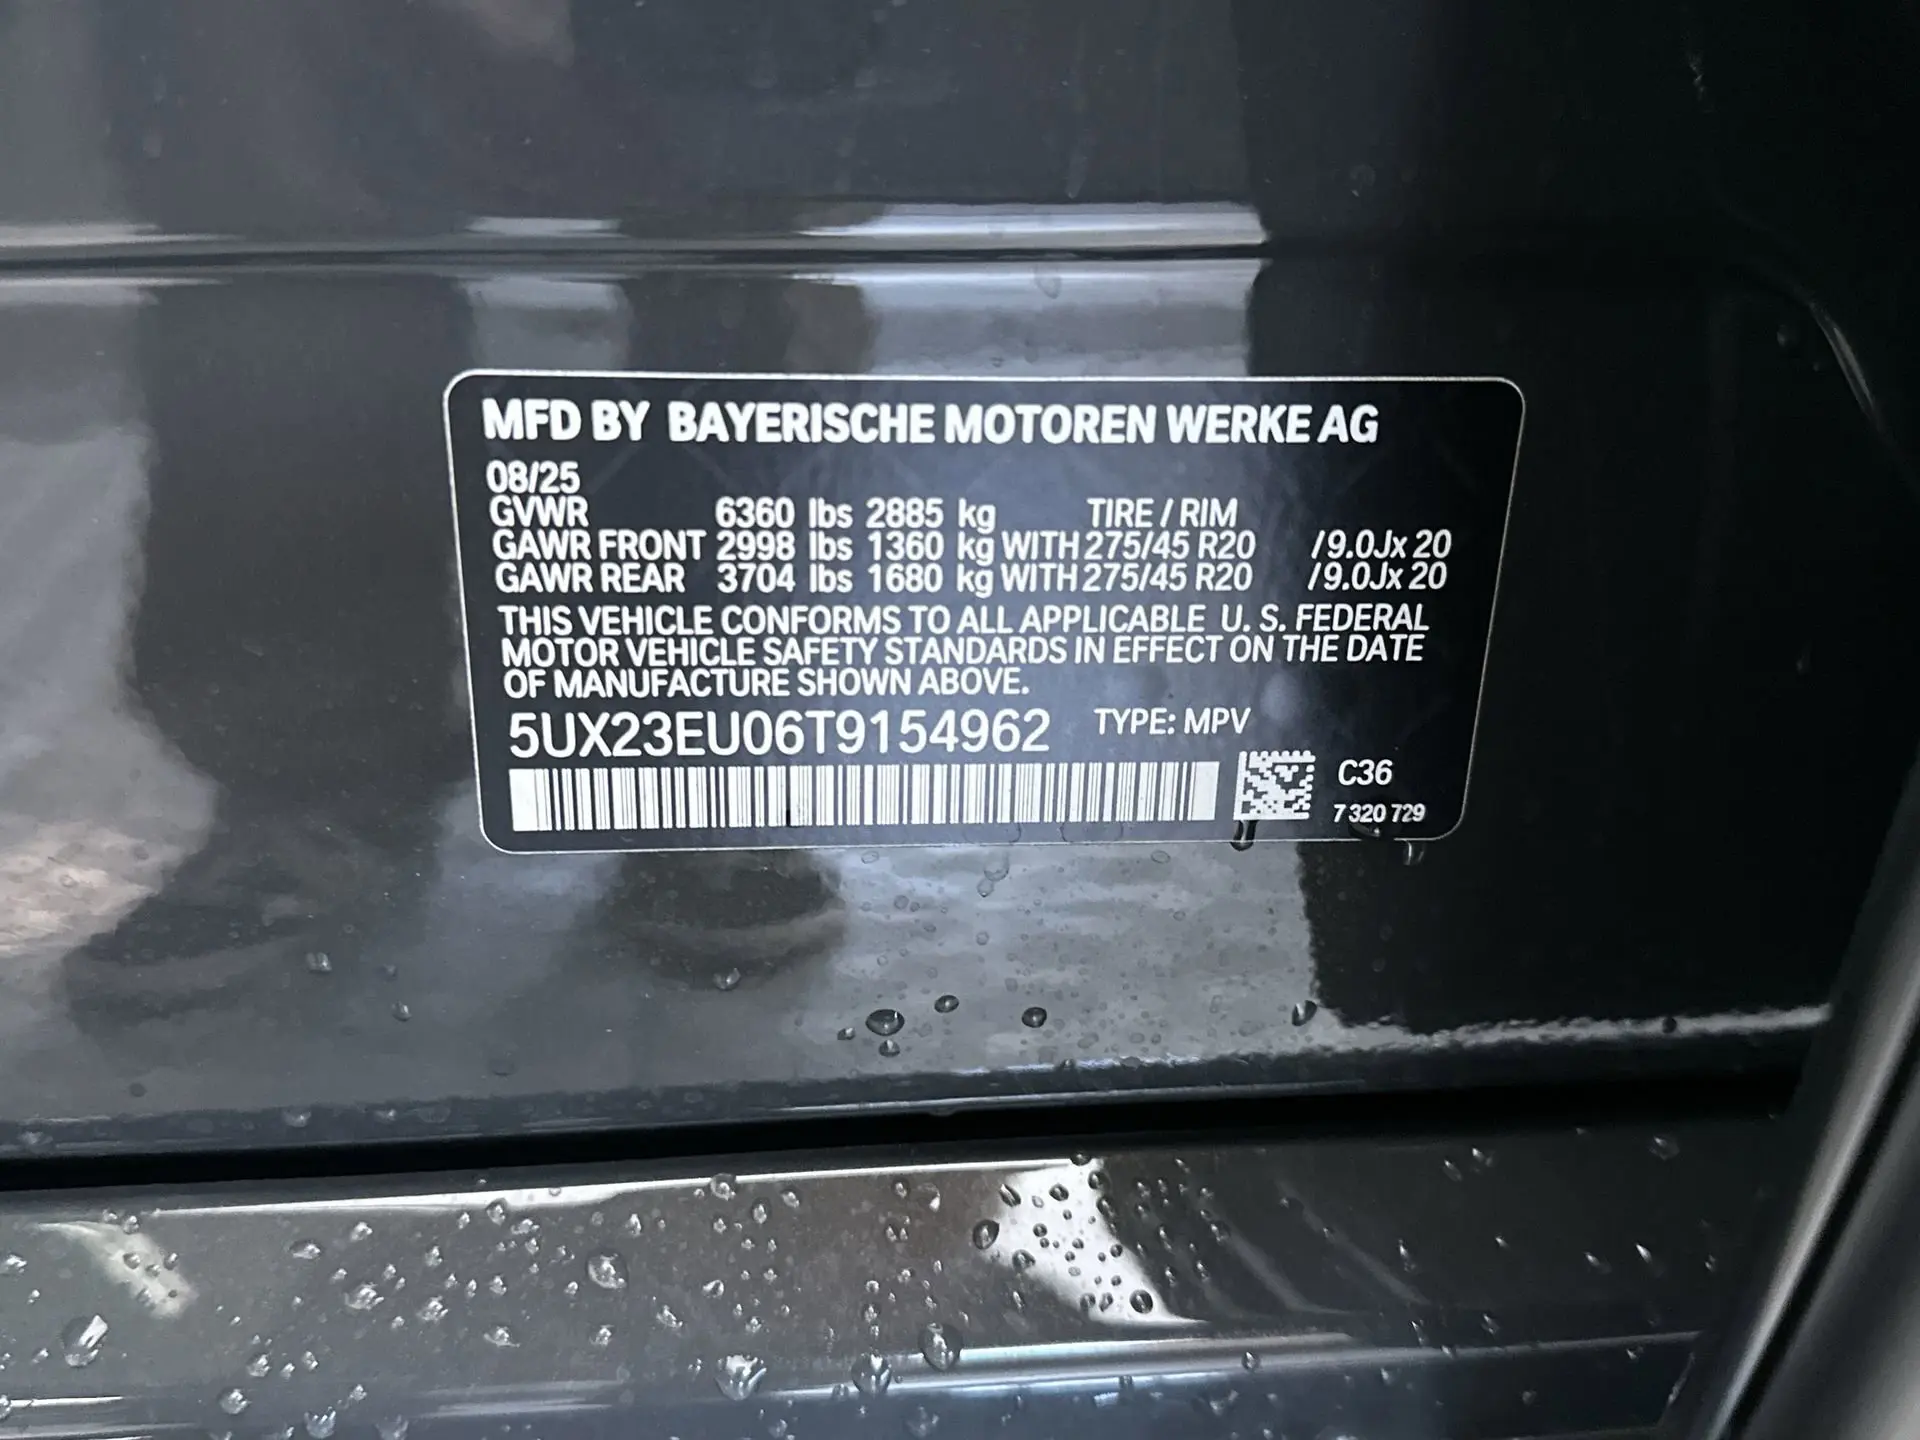 MFD BY BAYERISCHE MOTOREN WERKE AG
08/25
GVWR 6360 lbs 2885 kg TIRE / RIM
GAWR FRONT 2998 lbs 1360 kg WITH 275/45 R20 /9.0Jx 20
GAWR REAR 3704 lbs 1680 kg WITH 275/45 R20 /9.0Jx 20
THIS VEHICLE CONFORMS TO ALL APPLICABLE U. S. FEDERAL
MOTOR VEHICLE SAFETY STANDARDS IN EFFECT ON THE DATE
OF MANUFACTURE SHOWN ABOVE.
5UX23EU06T9154962 TYPE: MPV
C36
7 320 729